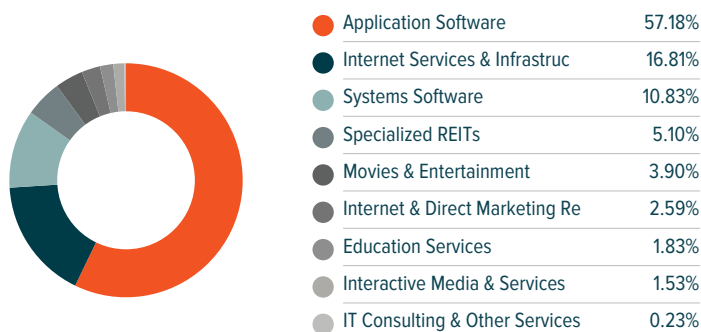 Application Software 57.18%
Internet Services & Infrastruc 16.81%
Systems Software 10.83%
Specialized REITs 5.10%
Movies & Entertainment 3.90%
Internet & Direct Marketing Re 2.59%
Education Services 1.83%
Interactive Media & Services 1.53%
IT Consulting & Other Services 0.23%